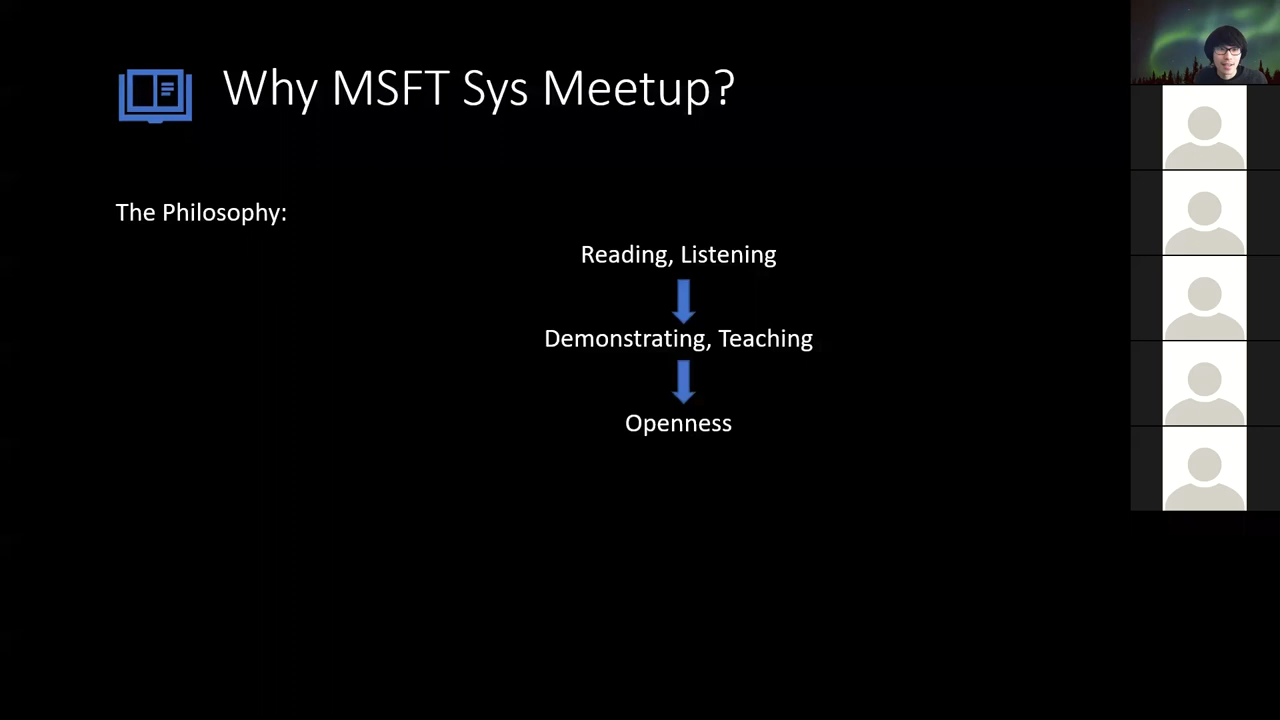 Why MSFT Sys Meetup?
The Philosophy:
Reading, Listening
Demonstrating, Teaching
Openness